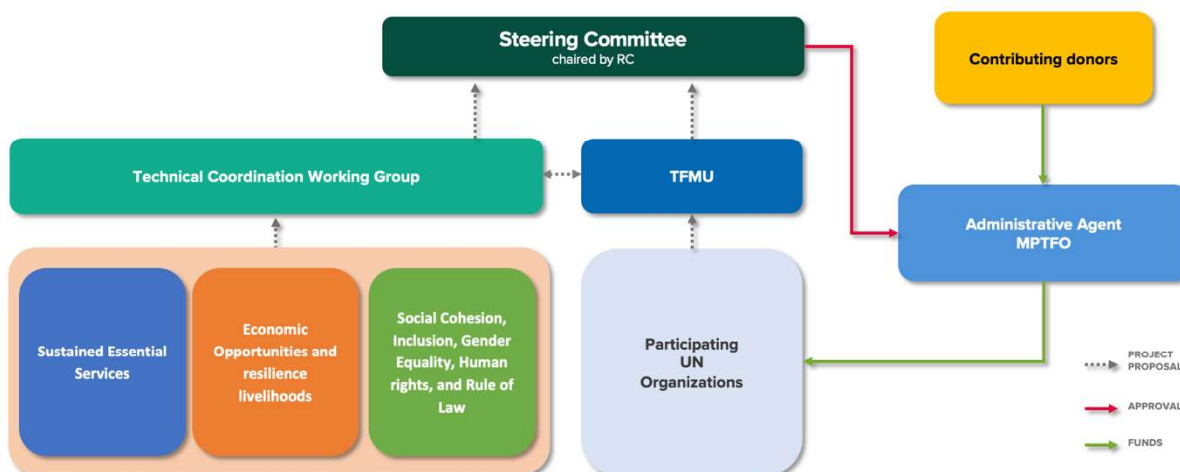 Steering Committee
chaired by RC
Contributing donors
Technical Coordination Working Group
TFMU
Administrative Agent
MPTFO
Sustained Essential
Services
Economic
Opportunities and
resilience
livelihoods
Social Cohesion,
Inclusion, Gender
Equality, Human
rights, and Rule of
Law
Participating
UN
Organizations
PROJECT
PROPOSAL
APPROVAL
FUNDS